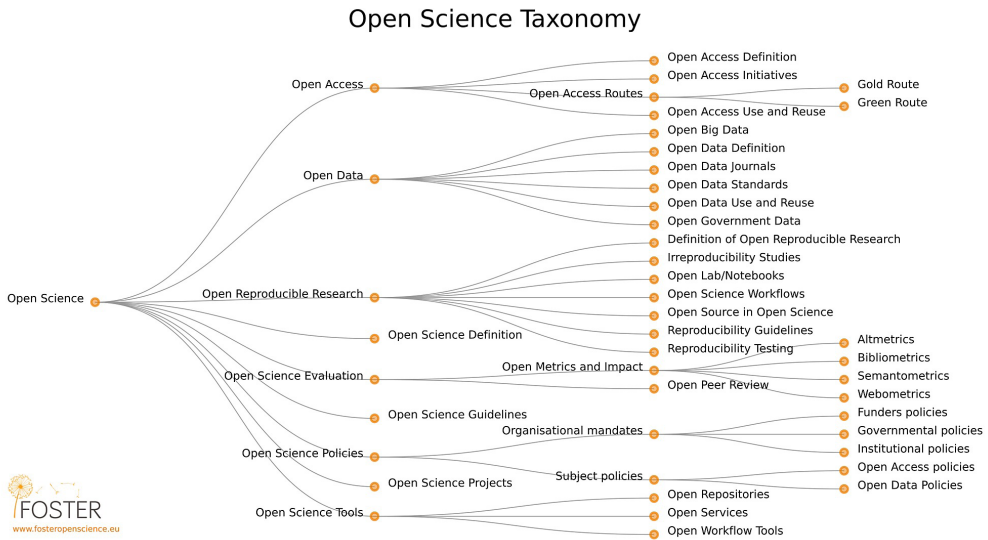 Open Science Taxonomy
Open Science
Open Access
Open Access Definition
Open Access Initiatives
Open Access Routes
Gold Route
Green Route
Open Access Use and Reuse
Open Data
Open Big Data
Open Data Definition
Open Data Journals
Open Data Standards
Open Data Use and Reuse
Open Government Data
Open Reproducible Research
Definition of Open Reproducible Research
Irreproducibility Studies
Open Lab/Notebooks
Open Science Workflows
Open Source in Open Science
Reproducibility Guidelines
Reproducibility Testing
Open Science Definition
Open Science Evaluation
Open Metrics and Impact
Altmetrics
Bibliometrics
Semantometrics
Webometrics
Open Peer Review
Open Science Guidelines
Open Science Policies
Organisational mandates
Funders policies
Governmental policies
Institutional policies
Subject policies
Open Access policies
Open Data Policies
Open Science Projects
Open Science Tools
Open Repositories
Open Services
Open Workflow Tools
FOSTER
www.fosteropenscience.eu